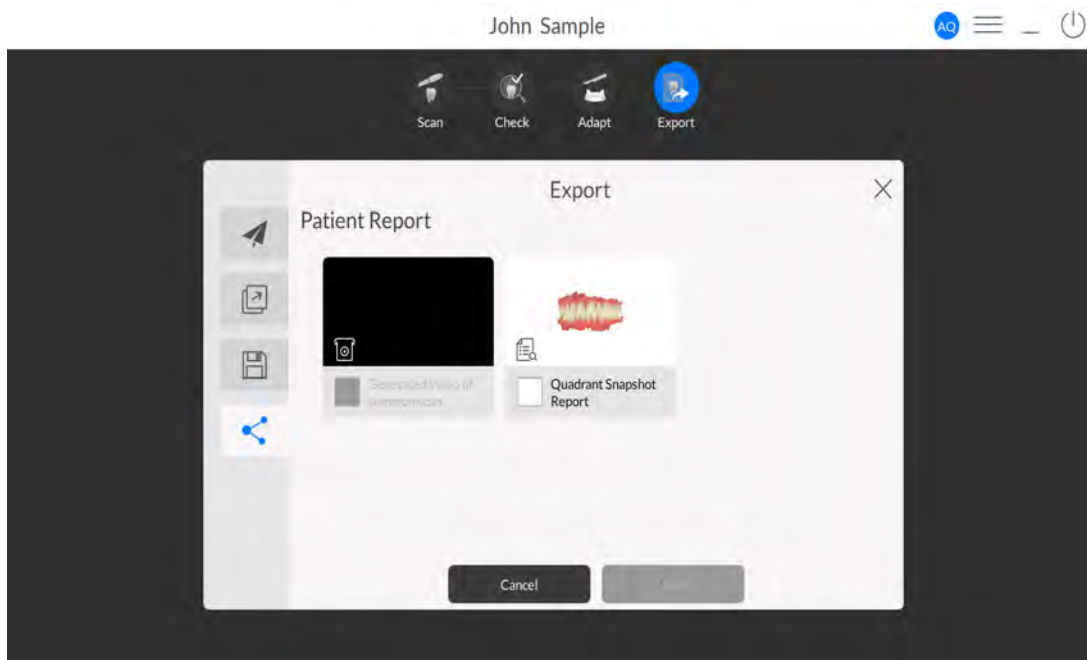 John Sample
AQ
Scan
Check
Adapt
Export
Export
Patient Report
Quadrant Snapshot
Report
Cancel